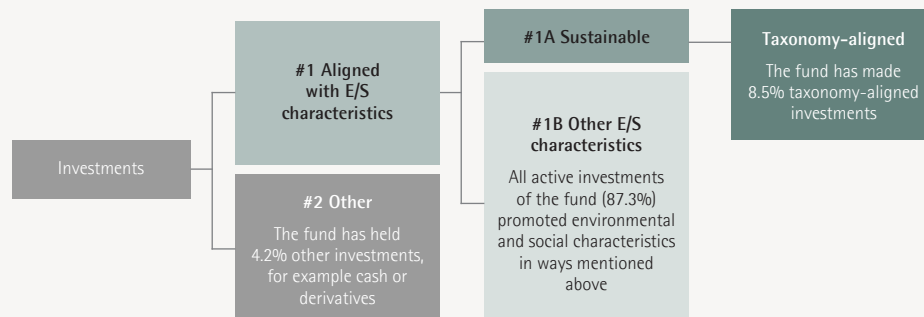 Investments
#1 Aligned
with E/S
characteristics
#2 Other
The fund has held
4.2% other investments,
for example cash or
derivatives
#1A Sustainable
#1B Other E/S
characteristics
All active investments
of the fund (87.3%)
promoted environmental
and social characteristics
in ways mentioned
above
Taxonomy-aligned
The fund has made
8.5% taxonomy-aligned
investments